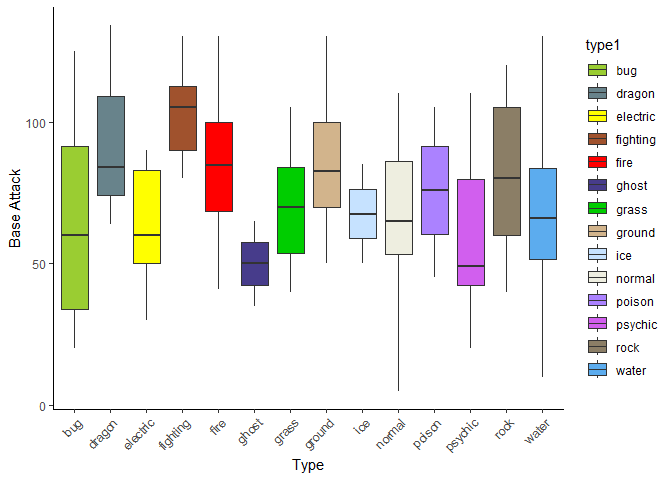 100
50
0
Base Attack
bug
dragon
electric
fighting
fire
ghost
grass
ground
ice
normal
poison
psychic
rock
water
Type
type1
bug
dragon
electric
fighting
fire
ghost
grass
ground
ice
normal
poison
psychic
rock
water